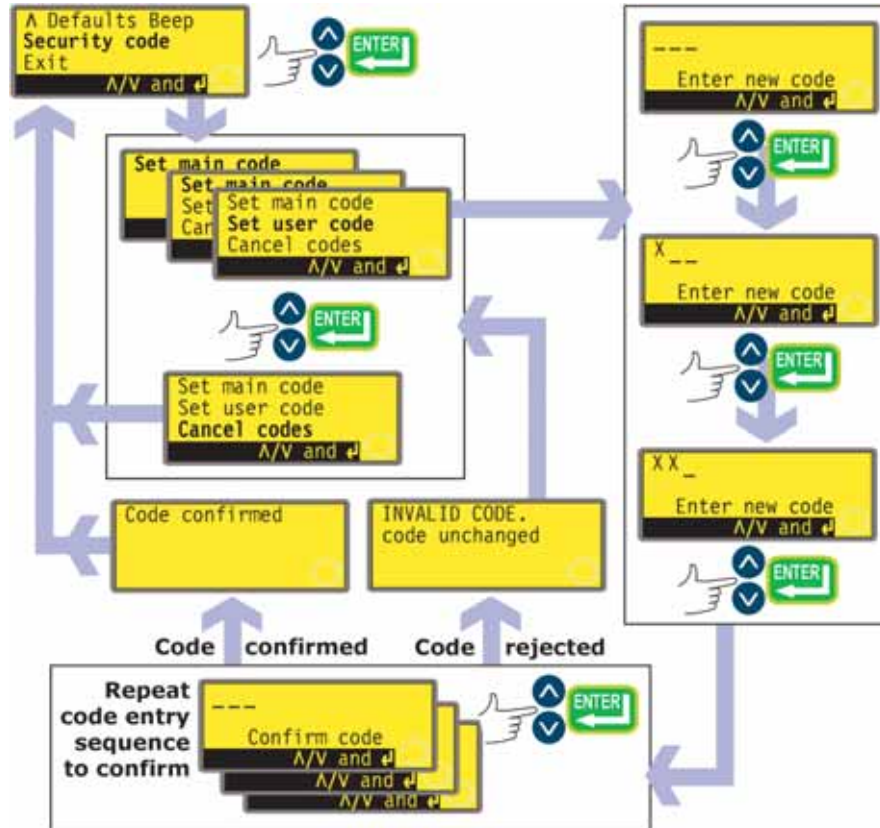 Λ Defaults Beep
Security code
Exit
Λ/V and ↲
ENTER
Set main code
Set main code
Set
Can
Set main code
Set user code
Cancel codes
Λ/V and ↲
ENTER
Set main code
Set user code
Cancel codes
Λ/V and ↲
_ _ _
Enter new code
Λ/V and ↲
ENTER
X _ _
Enter new code
Λ/V and ↲
ENTER
X X _
Enter new code
Λ/V and ↲
ENTER
Code confirmed
INVALID CODE.
code unchanged
Code confirmed
Code rejected
Repeat
code entry
sequence
to confirm
_ _ _
Confirm code
Λ/V and ↲
Λ/V and ↲
Λ/V and ↲
ENTER